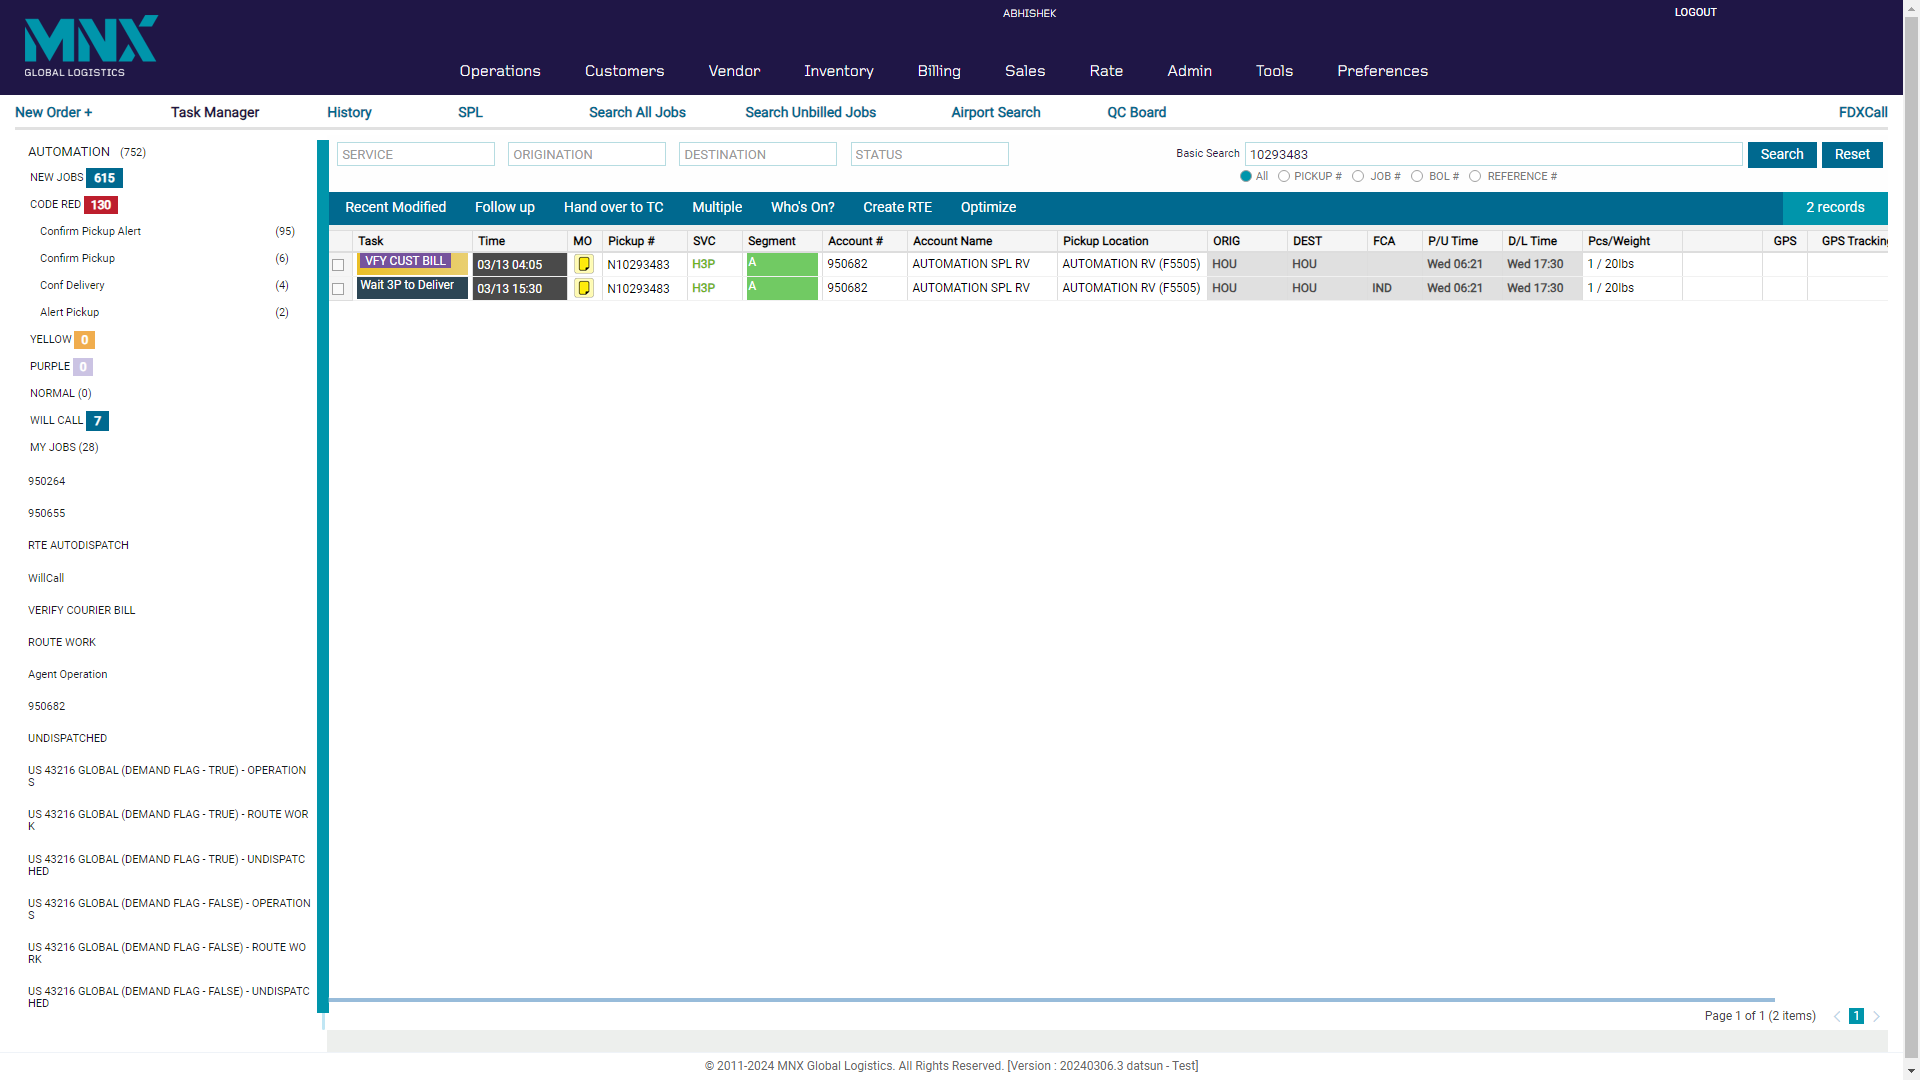 MNX
GLOBAL LOGISTICS
ABHISHEK
LOGOUT
Operations Customers Vendor Inventory Billing Sales Rate Admin Tools Preferences
New Order + Task Manager History SPL Search All Jobs Search Unbilled Jobs Airport Search QC Board FDXCall
AUTOMATION (752)
NEW JOBS 615
CODE RED 130
Confirm Pickup Alert (95)
Confirm Pickup (6)
Conf Delivery (4)
Alert Pickup (2)
YELLOW 0
PURPLE 0
NORMAL (0)
WILL CALL 7
MY JOBS (28)
950264
950655
RTE AUTODISPATCH
WillCall
VERIFY COURIER BILL
ROUTE WORK
Agent Operation
950682
UNDISPATCHED
US 43216 GLOBAL (DEMAND FLAG - TRUE) - OPERATION
S
US 43216 GLOBAL (DEMAND FLAG - TRUE) - ROUTE WOR
K
US 43216 GLOBAL (DEMAND FLAG - TRUE) - UNDISPATC
HED
US 43216 GLOBAL (DEMAND FLAG - FALSE) - OPERATION
S
US 43216 GLOBAL (DEMAND FLAG - FALSE) - ROUTE WO
RK
US 43216 GLOBAL (DEMAND FLAG - FALSE) - UNDISPATC
HED
SERVICE ORIGINATION DESTINATION STATUS Basic Search 10293483 Search Reset
All PICKUP # JOB # BOL # REFERENCE #
Recent Modified Follow up Hand over to TC Multiple Who's On? Create RTE Optimize 2 records
Task Time MO Pickup # SVC Segment Account # Account Name Pickup Location ORIG DEST FCA P/U Time D/L Time Pcs/Weight GPS GPS Tracking
VFY CUST BILL 03/13 04:05 N10293483 H3P A 950682 AUTOMATION SPL RV AUTOMATION RV (F5505) HOU HOU Wed 06:21 Wed 17:30 1 / 20lbs
Wait 3P to Deliver 03/13 15:30 N10293483 H3P A 950682 AUTOMATION SPL RV AUTOMATION RV (F5505) HOU HOU IND Wed 06:21 Wed 17:30 1 / 20lbs
Page 1 of 1 (2 items) 1
© 2011-2024 MNX Global Logistics. All Rights Reserved. [Version : 20240306.3 datsun - Test]